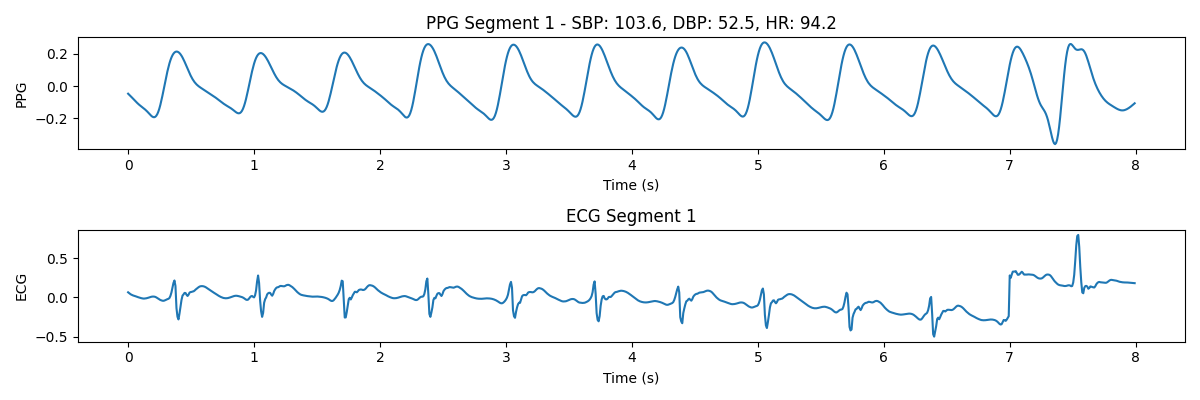 PPG Segment 1 - SBP: 103.6, DBP: 52.5, HR: 94.2
PPG
0.2
0.0
−0.2
0 1 2 3 4 5 6 7 8
Time (s)
ECG Segment 1
ECG
0.5
0.0
−0.5
0 1 2 3 4 5 6 7 8
Time (s)